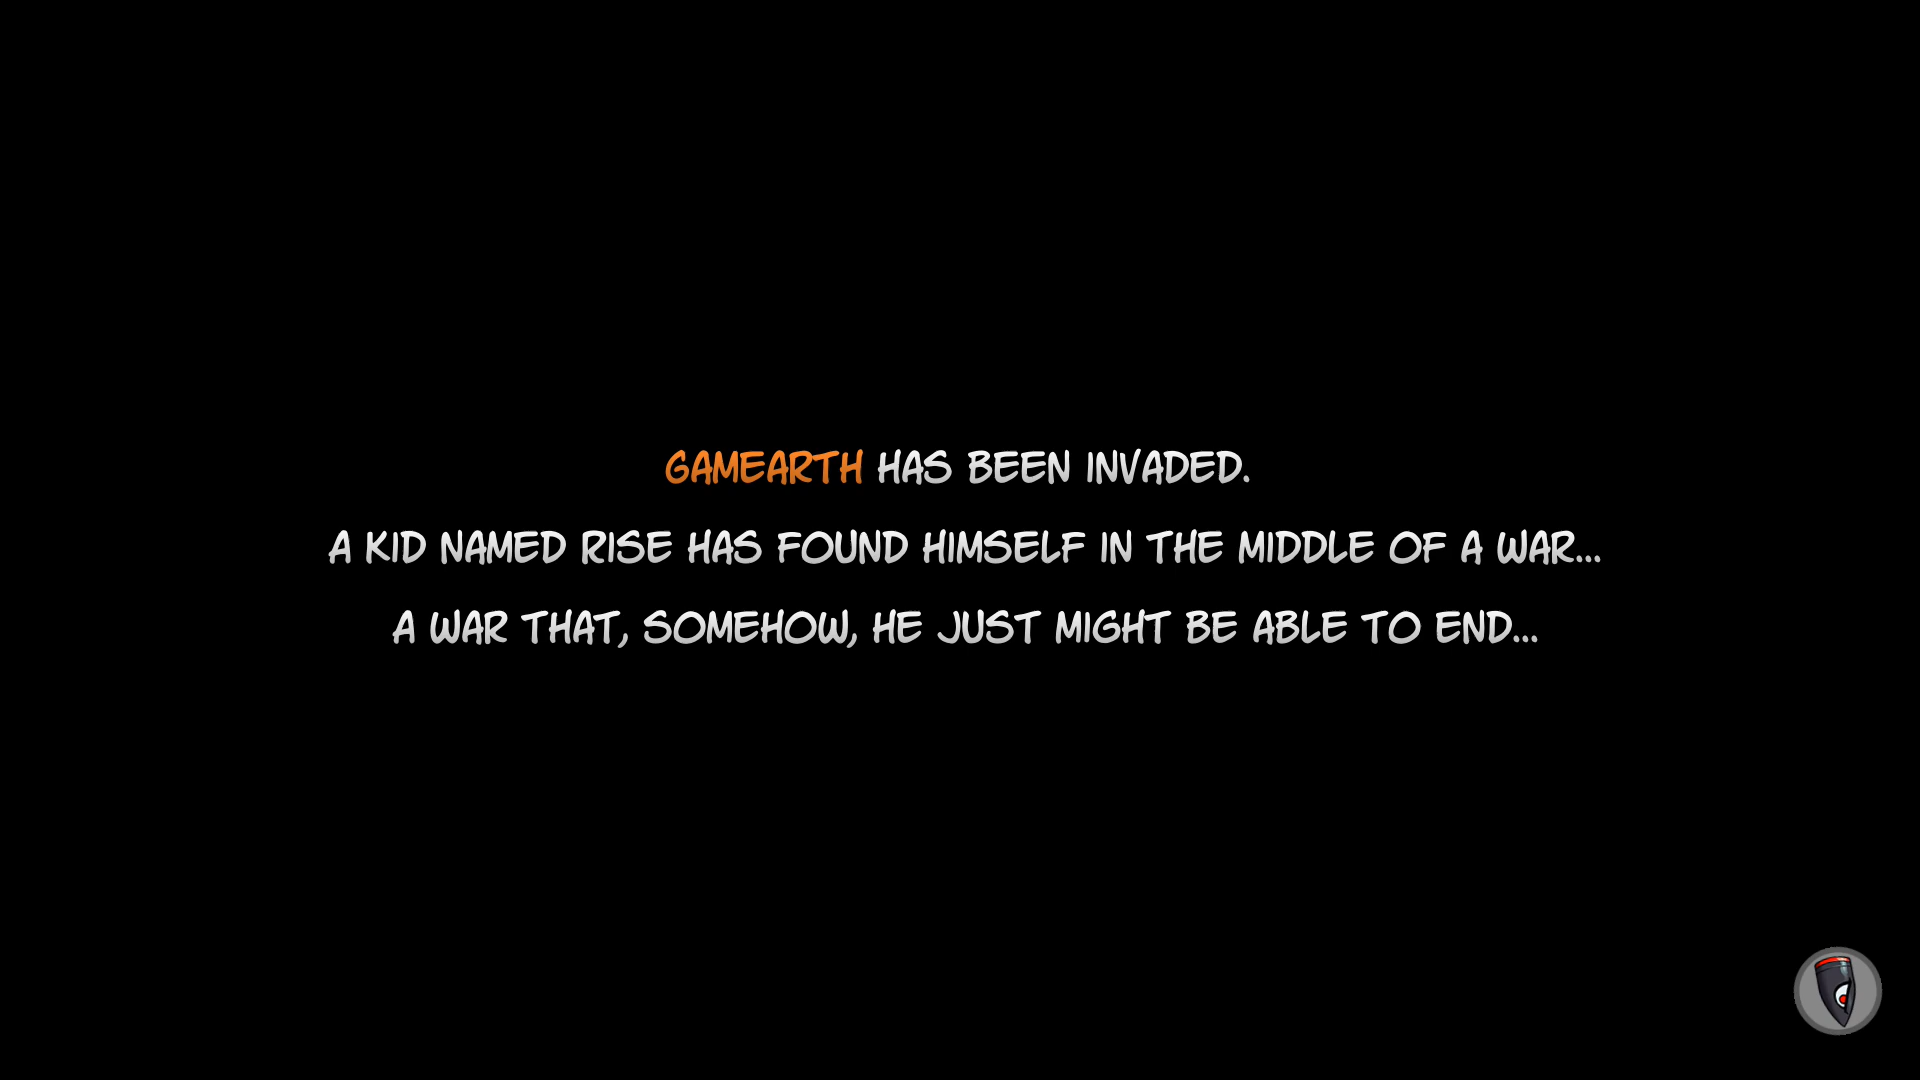 GAMEARTH HAS BEEN INVADED.
A KID NAMED RISE HAS FOUND HIMSELF IN THE MIDDLE OF A WAR...
A WAR THAT, SOMEHOW, HE JUST MIGHT BE ABLE TO END...